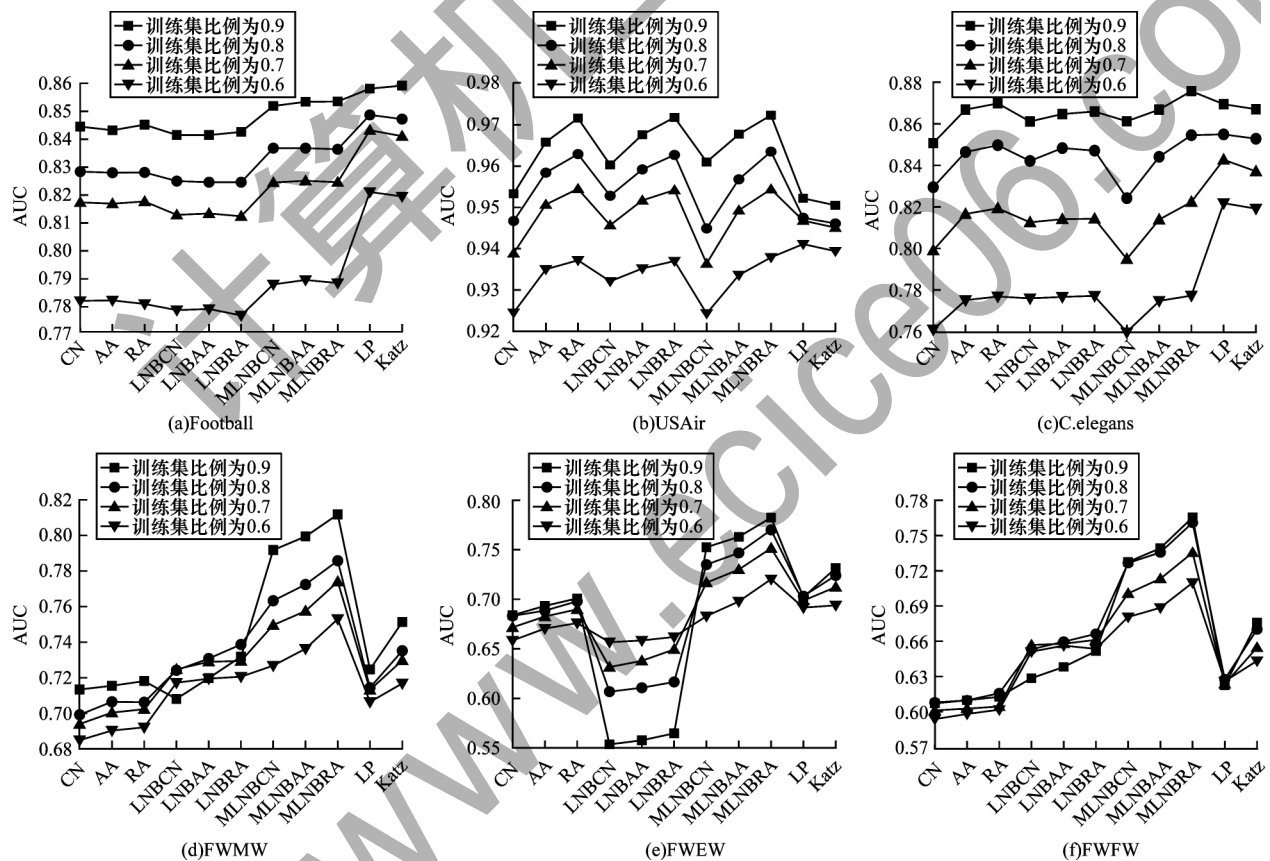 训练集比例为0.9
训练集比例为0.8
训练集比例为0.7
训练集比例为0.6
0.86
0.85
0.84
0.83
0.82
0.81
0.80
0.79
0.78
0.77
AUC
CN
AA
RA
LNBCN
LNBAA
LNBRA
MLNBCN
MLNBAA
MLNBRA
LP
Katz
(a)Football
训练集比例为0.9
训练集比例为0.8
训练集比例为0.7
训练集比例为0.6
0.98
0.97
0.96
0.95
0.94
0.93
0.92
AUC
CN
AA
RA
LNBCN
LNBAA
LNBRA
MLNBCN
MLNBAA
MLNBRA
LP
Katz
(b)USAir
训练集比例为0.9
训练集比例为0.8
训练集比例为0.7
训练集比例为0.6
0.88
0.86
0.84
0.82
0.80
0.78
0.76
AUC
CN
AA
RA
LNBCN
LNBAA
LNBRA
MLNBCN
MLNBAA
MLNBRA
LP
Katz
(c)C.elegans
训练集比例为0.9
训练集比例为0.8
训练集比例为0.7
训练集比例为0.6
0.82
0.80
0.78
0.76
0.74
0.72
0.70
0.68
AUC
CN
AA
RA
LNBCN
LNBAA
LNBRA
MLNBCN
MLNBAA
MLNBRA
LP
Katz
(d)FWMW
训练集比例为0.9
训练集比例为0.8
训练集比例为0.7
训练集比例为0.6
0.80
0.75
0.70
0.65
0.60
0.55
AUC
CN
AA
RA
LNBCN
LNBAA
LNBRA
MLNBCN
MLNBAA
MLNBRA
LP
Katz
(e)FWEW
训练集比例为0.9
训练集比例为0.8
训练集比例为0.7
训练集比例为0.6
0.78
0.75
0.72
0.69
0.66
0.63
0.60
0.57
AUC
CN
AA
RA
LNBCN
LNBAA
LNBRA
MLNBCN
MLNBAA
MLNBRA
LP
Katz
(f)FWFW
计算机
www.ecice06.com